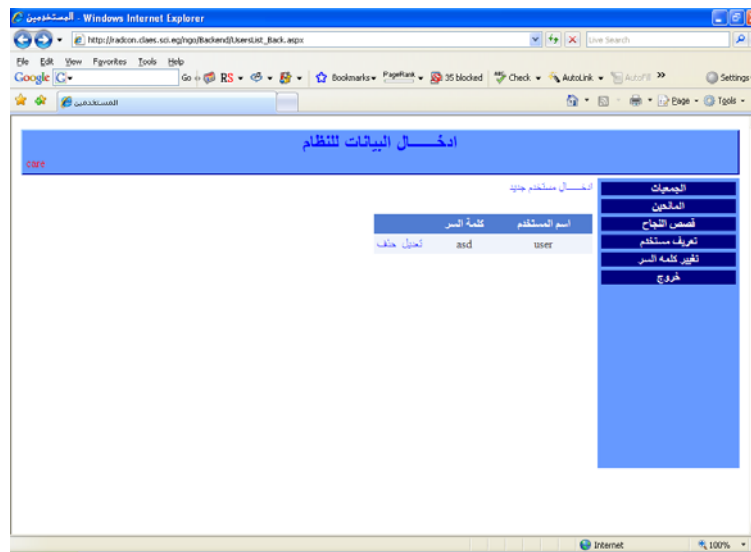 المستخدمين - Windows Internet Explorer
http://radcon.claes.sci.eg/ngo/Backend/UsersList_Back.aspx
Live Search
File Edit View Favorites Tools Help
Google G Go RS Bookmarks PageRank 35 blocked Check AutoLink AutoFill Settings
المستخدمين Page Tools
ادخـــــال البيانات للنظام
care
ادخـــــال مستخدم جديد
الجمعيات
المانحين
قصص النجاح
تعريف مستخدم
تغيير كلمه السر
خروج
اسم المستخدم كلمة السر
user asd تعديل حذف
Internet 100%